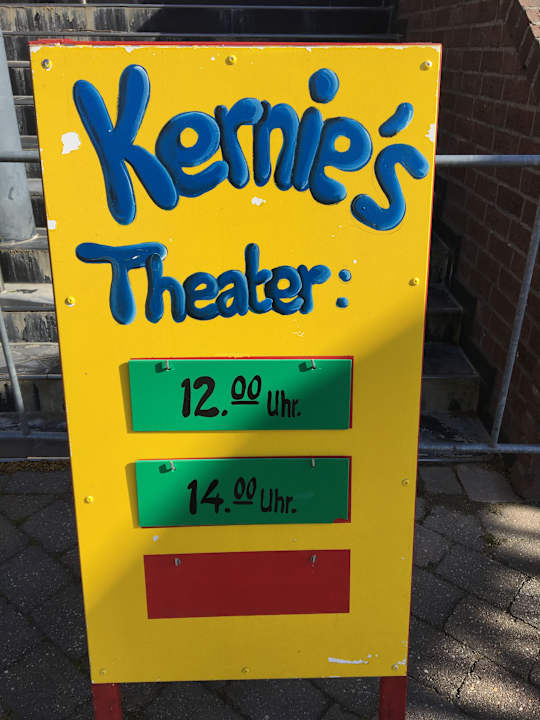 Kernie's
Theater:
12.00 Uhr.
14.00 Uhr.